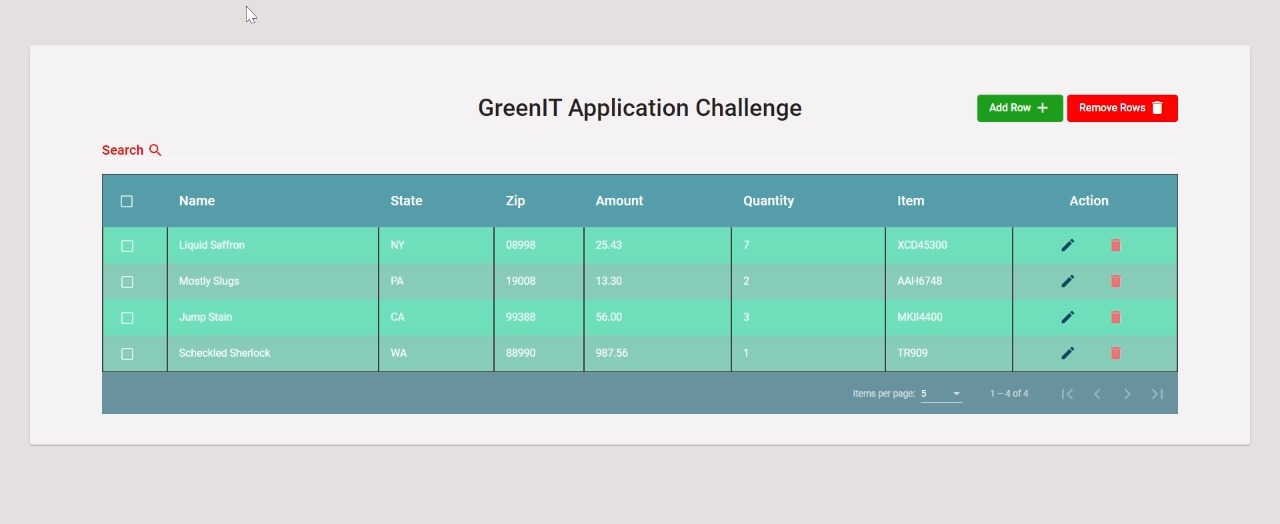 GreenIT Application Challenge
Add Row
Remove Rows
Search
Name State Zip Amount Quantity Item Action
Liquid Saffron NY 08998 25.43 7 XCD45300
Mostly Slugs PA 19008 13.30 2 AAH6748
Jump Stain CA 99388 56.00 3 MKII4400
Scheckled Sherlock WA 88990 987.56 1 TR909
Items per page: 5 1 – 4 of 4